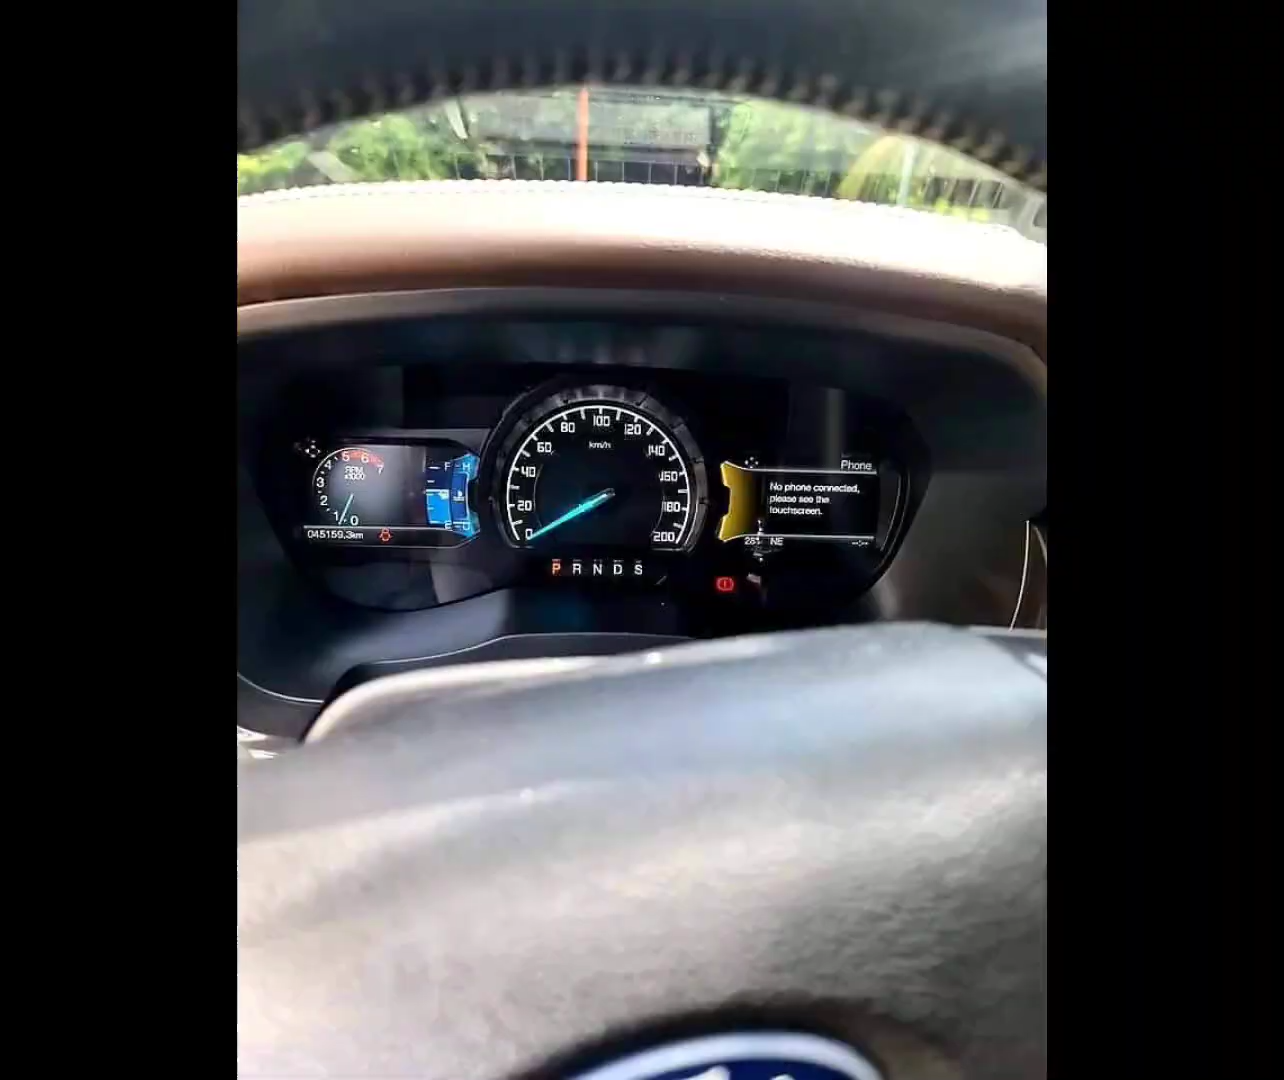 4 5 6 7
RPM
x1000
3
2
1 0
F H
E C
045159.3km
0 20 40 60 80 100 120 140 160 180 200
km/h
P R N D S
Phone
No phone connected,
please see the
touchscreen.
NE